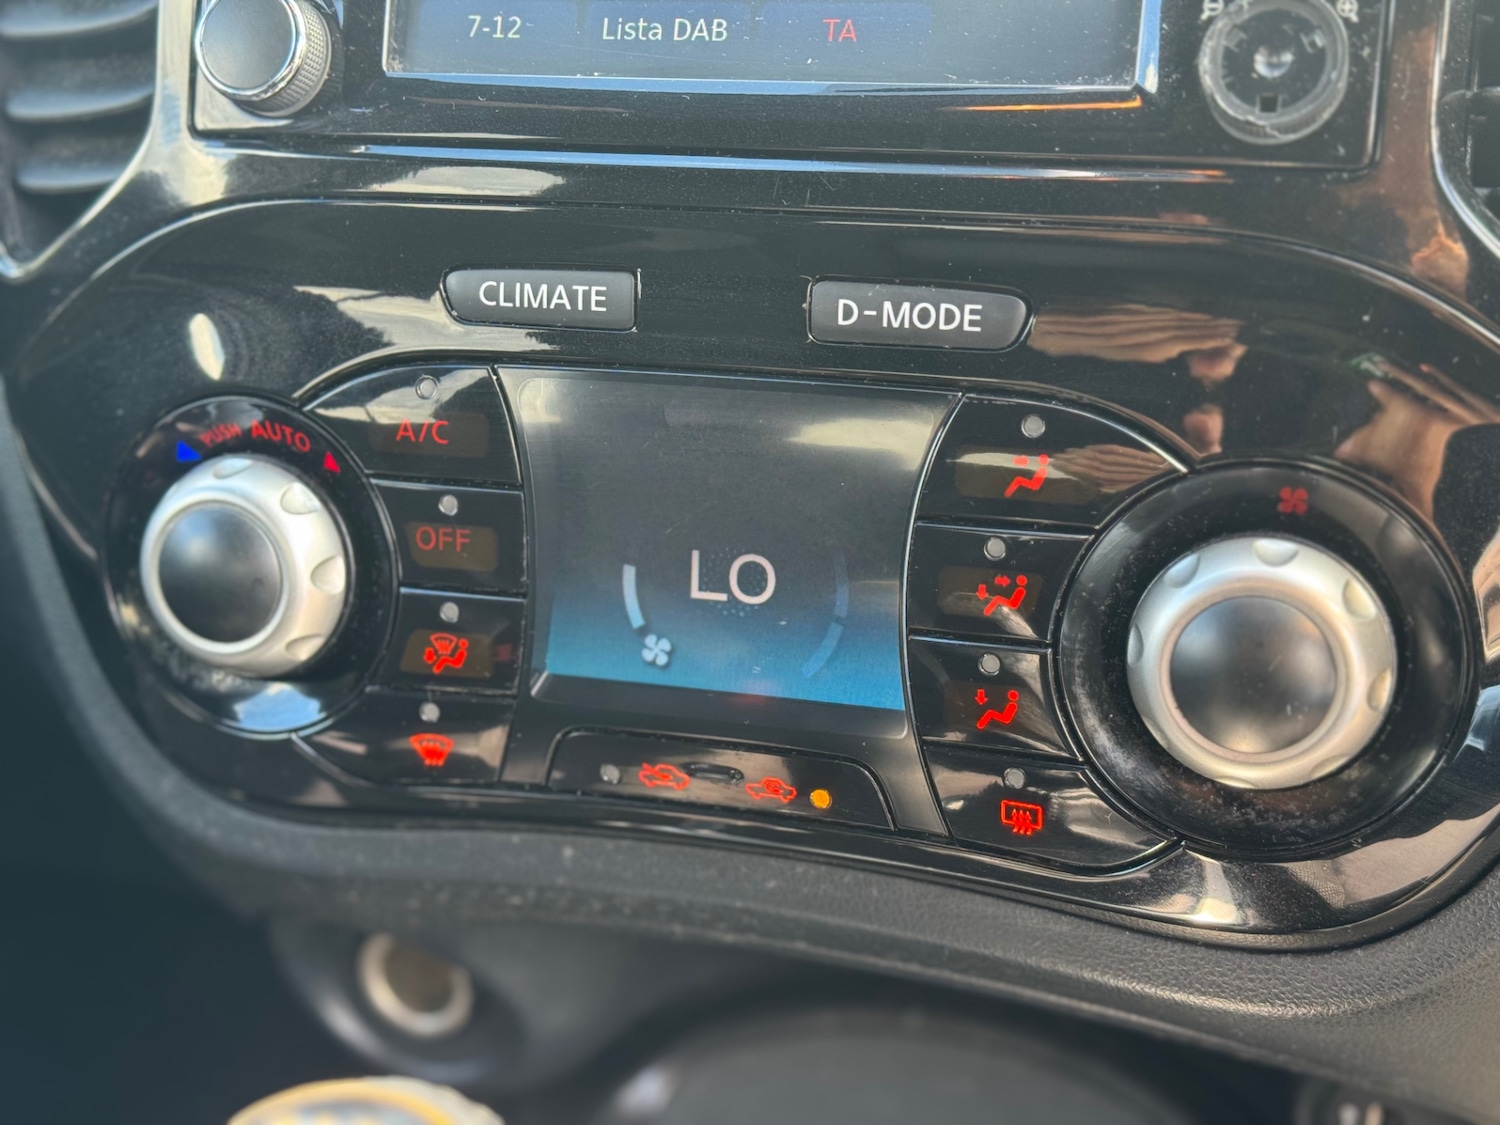 7-12 Lista DAB TA
CLIMATE
D-MODE
PUSH AUTO
A/C
OFF
LO